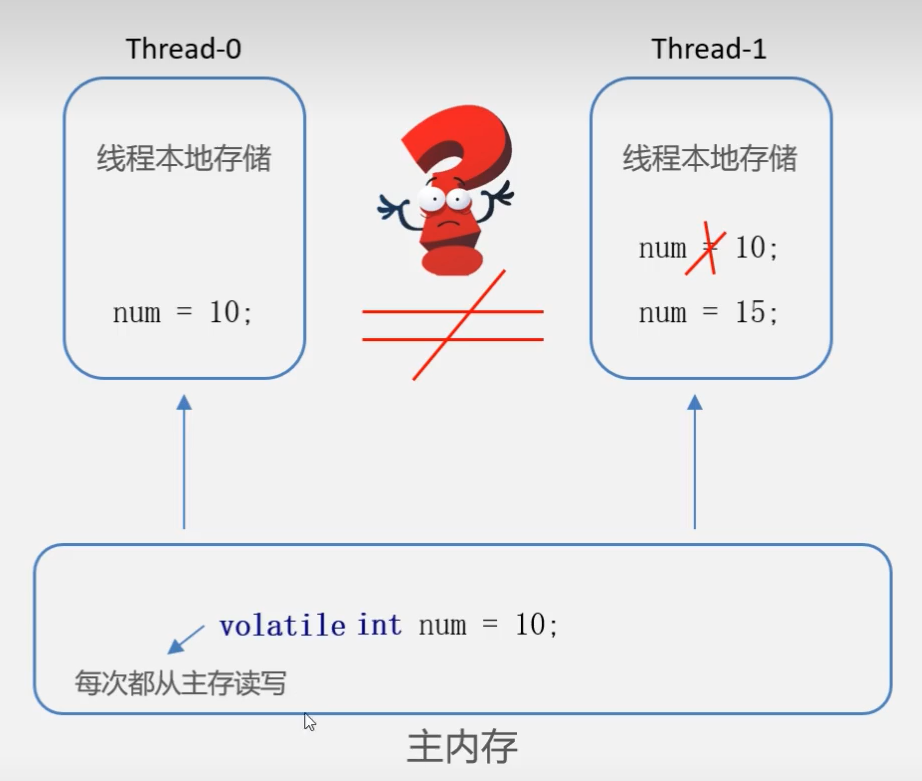 Thread-0
Thread-1
线程本地存储
线程本地存储
num = 10;
num = 10;
num = 15;
volatile int num = 10;
每次都从主存读写
主内存